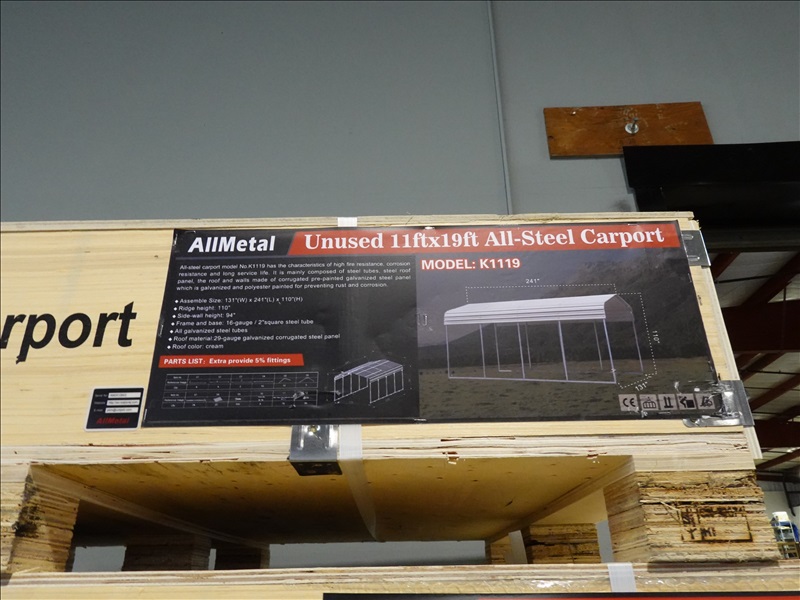 AllMetal
Unused 11ftx19ft All-Steel Carport
All-steel carport model No.K1119 has the characteristics of high fire resistance, corrosion
resistance and long service life. It is mainly composed of steel tubes, steel roof
panel, the roof and walls made of corrugated pre-painted galvanized steel panel
which is galvanized and polyester painted for preventing rust and corrosion.
Assemble Size: 131"(W) x 241"(L) x 110"(H)
Ridge height: 110"
Side-wall height: 94"
Frame and base: 16-gauge / 2"square steel tube
All galvanized steel tubes
Roof material:29-gauge galvanized corrugated steel panel
Roof color: cream
PARTS LIST: Extra provide 5% fittings
MODEL: K1119
241"
110"
131"
CE
rport
AllMetal